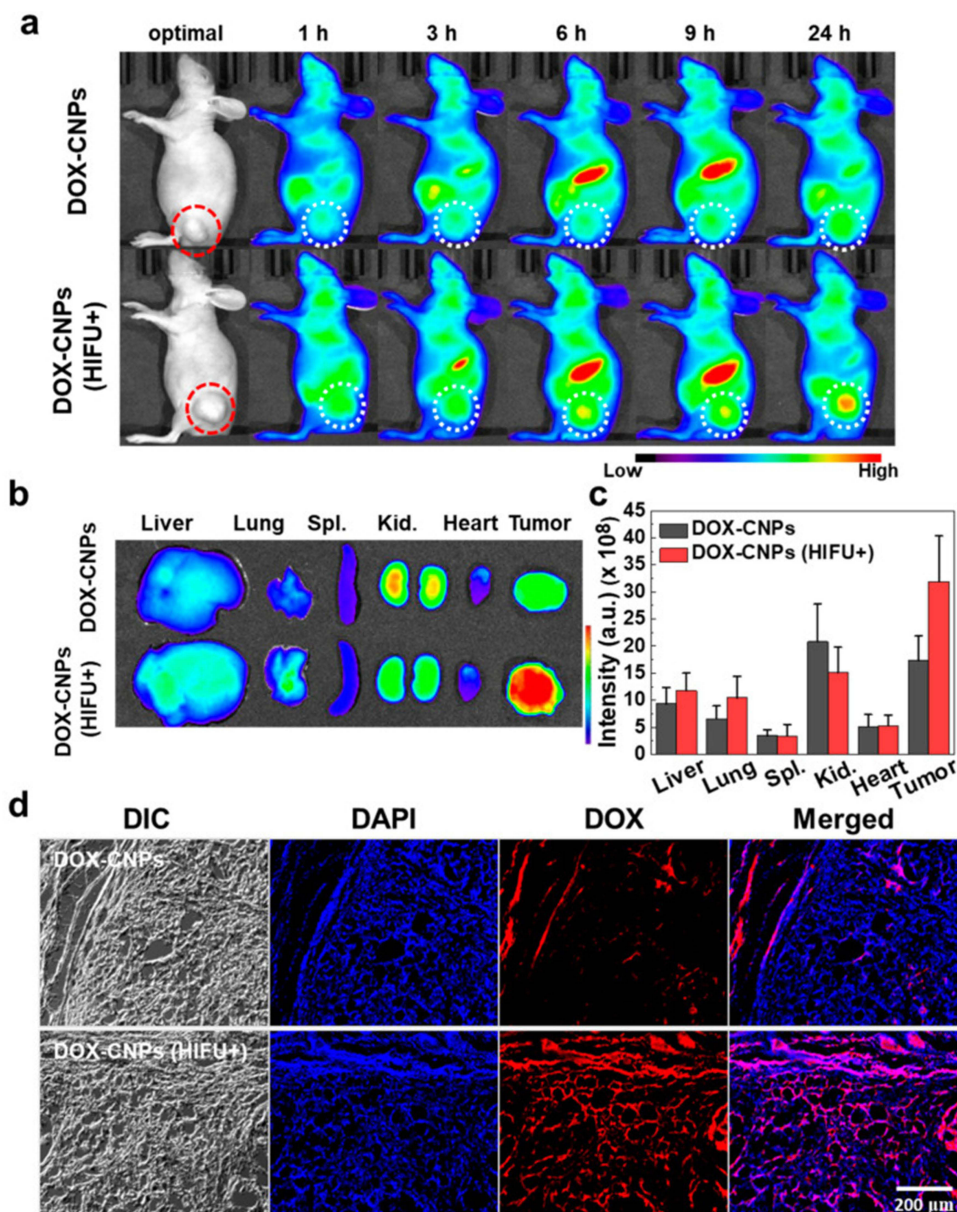 a
optimal 1 h 3 h 6 h 9 h 24 h
DOX-CNPs
DOX-CNPs
(HIFU+)
Low High
b
Liver Lung Spl. Kid. Heart Tumor
DOX-CNPs
DOX-CNPs
(HIFU+)
c
Intensity (a.u.) (x 10⁸)
45
40
35
30
25
20
15
10
5
0
DOX-CNPs
DOX-CNPs (HIFU+)
Liver Lung Spl. Kid. Heart Tumor
d
DIC DAPI DOX Merged
DOX-CNPs
DOX-CNPs (HIFU+)
200 μm